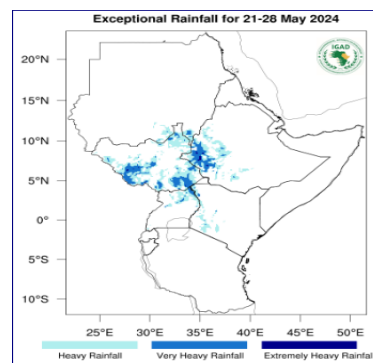 Exceptional Rainfall for 21-28 May 2024
IGAD
20°N
15°N
10°N
5°N
0°
5°S
10°S
25°E 30°E 35°E 40°E 45°E 50°E
Heavy Rainfall Very Heavy Rainfall Extremely Heavy Rainfall